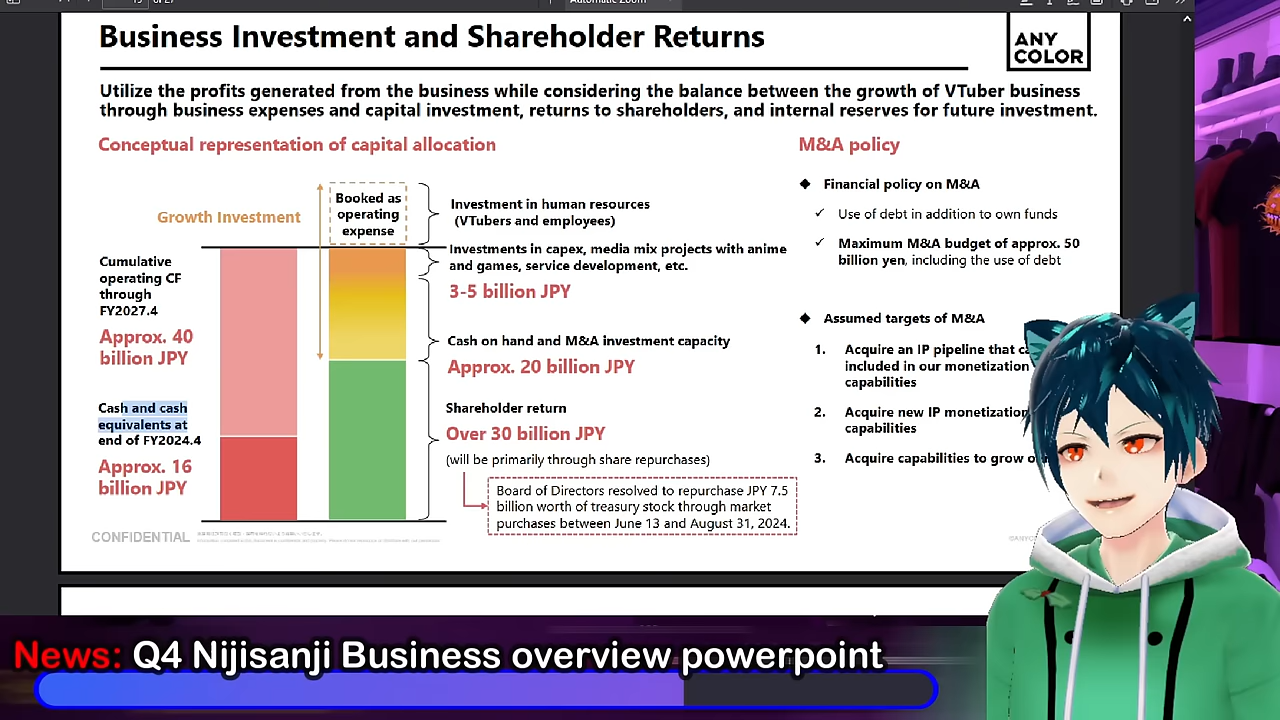 Automatic Zoom
Business Investment and Shareholder Returns
ANY
COLOR
Utilize the profits generated from the business while considering the balance between the growth of VTuber business
through business expenses and capital investment, returns to shareholders, and internal reserves for future investment.
Conceptual representation of capital allocation
Growth Investment
Booked as
operating
expense
Investment in human resources
(VTubers and employees)
Cumulative
operating CF
through
FY2027.4
Approx. 40
billion JPY
Investments in capex, media mix projects with anime
and games, service development, etc.
3-5 billion JPY
Cash on hand and M&A investment capacity
Approx. 20 billion JPY
Cash and cash
equivalents at
end of FY2024.4
Approx. 16
billion JPY
Shareholder return
Over 30 billion JPY
(will be primarily through share repurchases)
Board of Directors resolved to repurchase JPY 7.5
billion worth of treasury stock through market
purchases between June 13 and August 31, 2024.
M&A policy
◆ Financial policy on M&A
✓ Use of debt in addition to own funds
✓ Maximum M&A budget of approx. 50
billion yen, including the use of debt
◆ Assumed targets of M&A
1. Acquire an IP pipeline that
included in our monetization
capabilities
2. Acquire new IP monetization
capabilities
3. Acquire capabilities to grow
CONFIDENTIAL
News: Q4 Nijisanji Business overview powerpoint